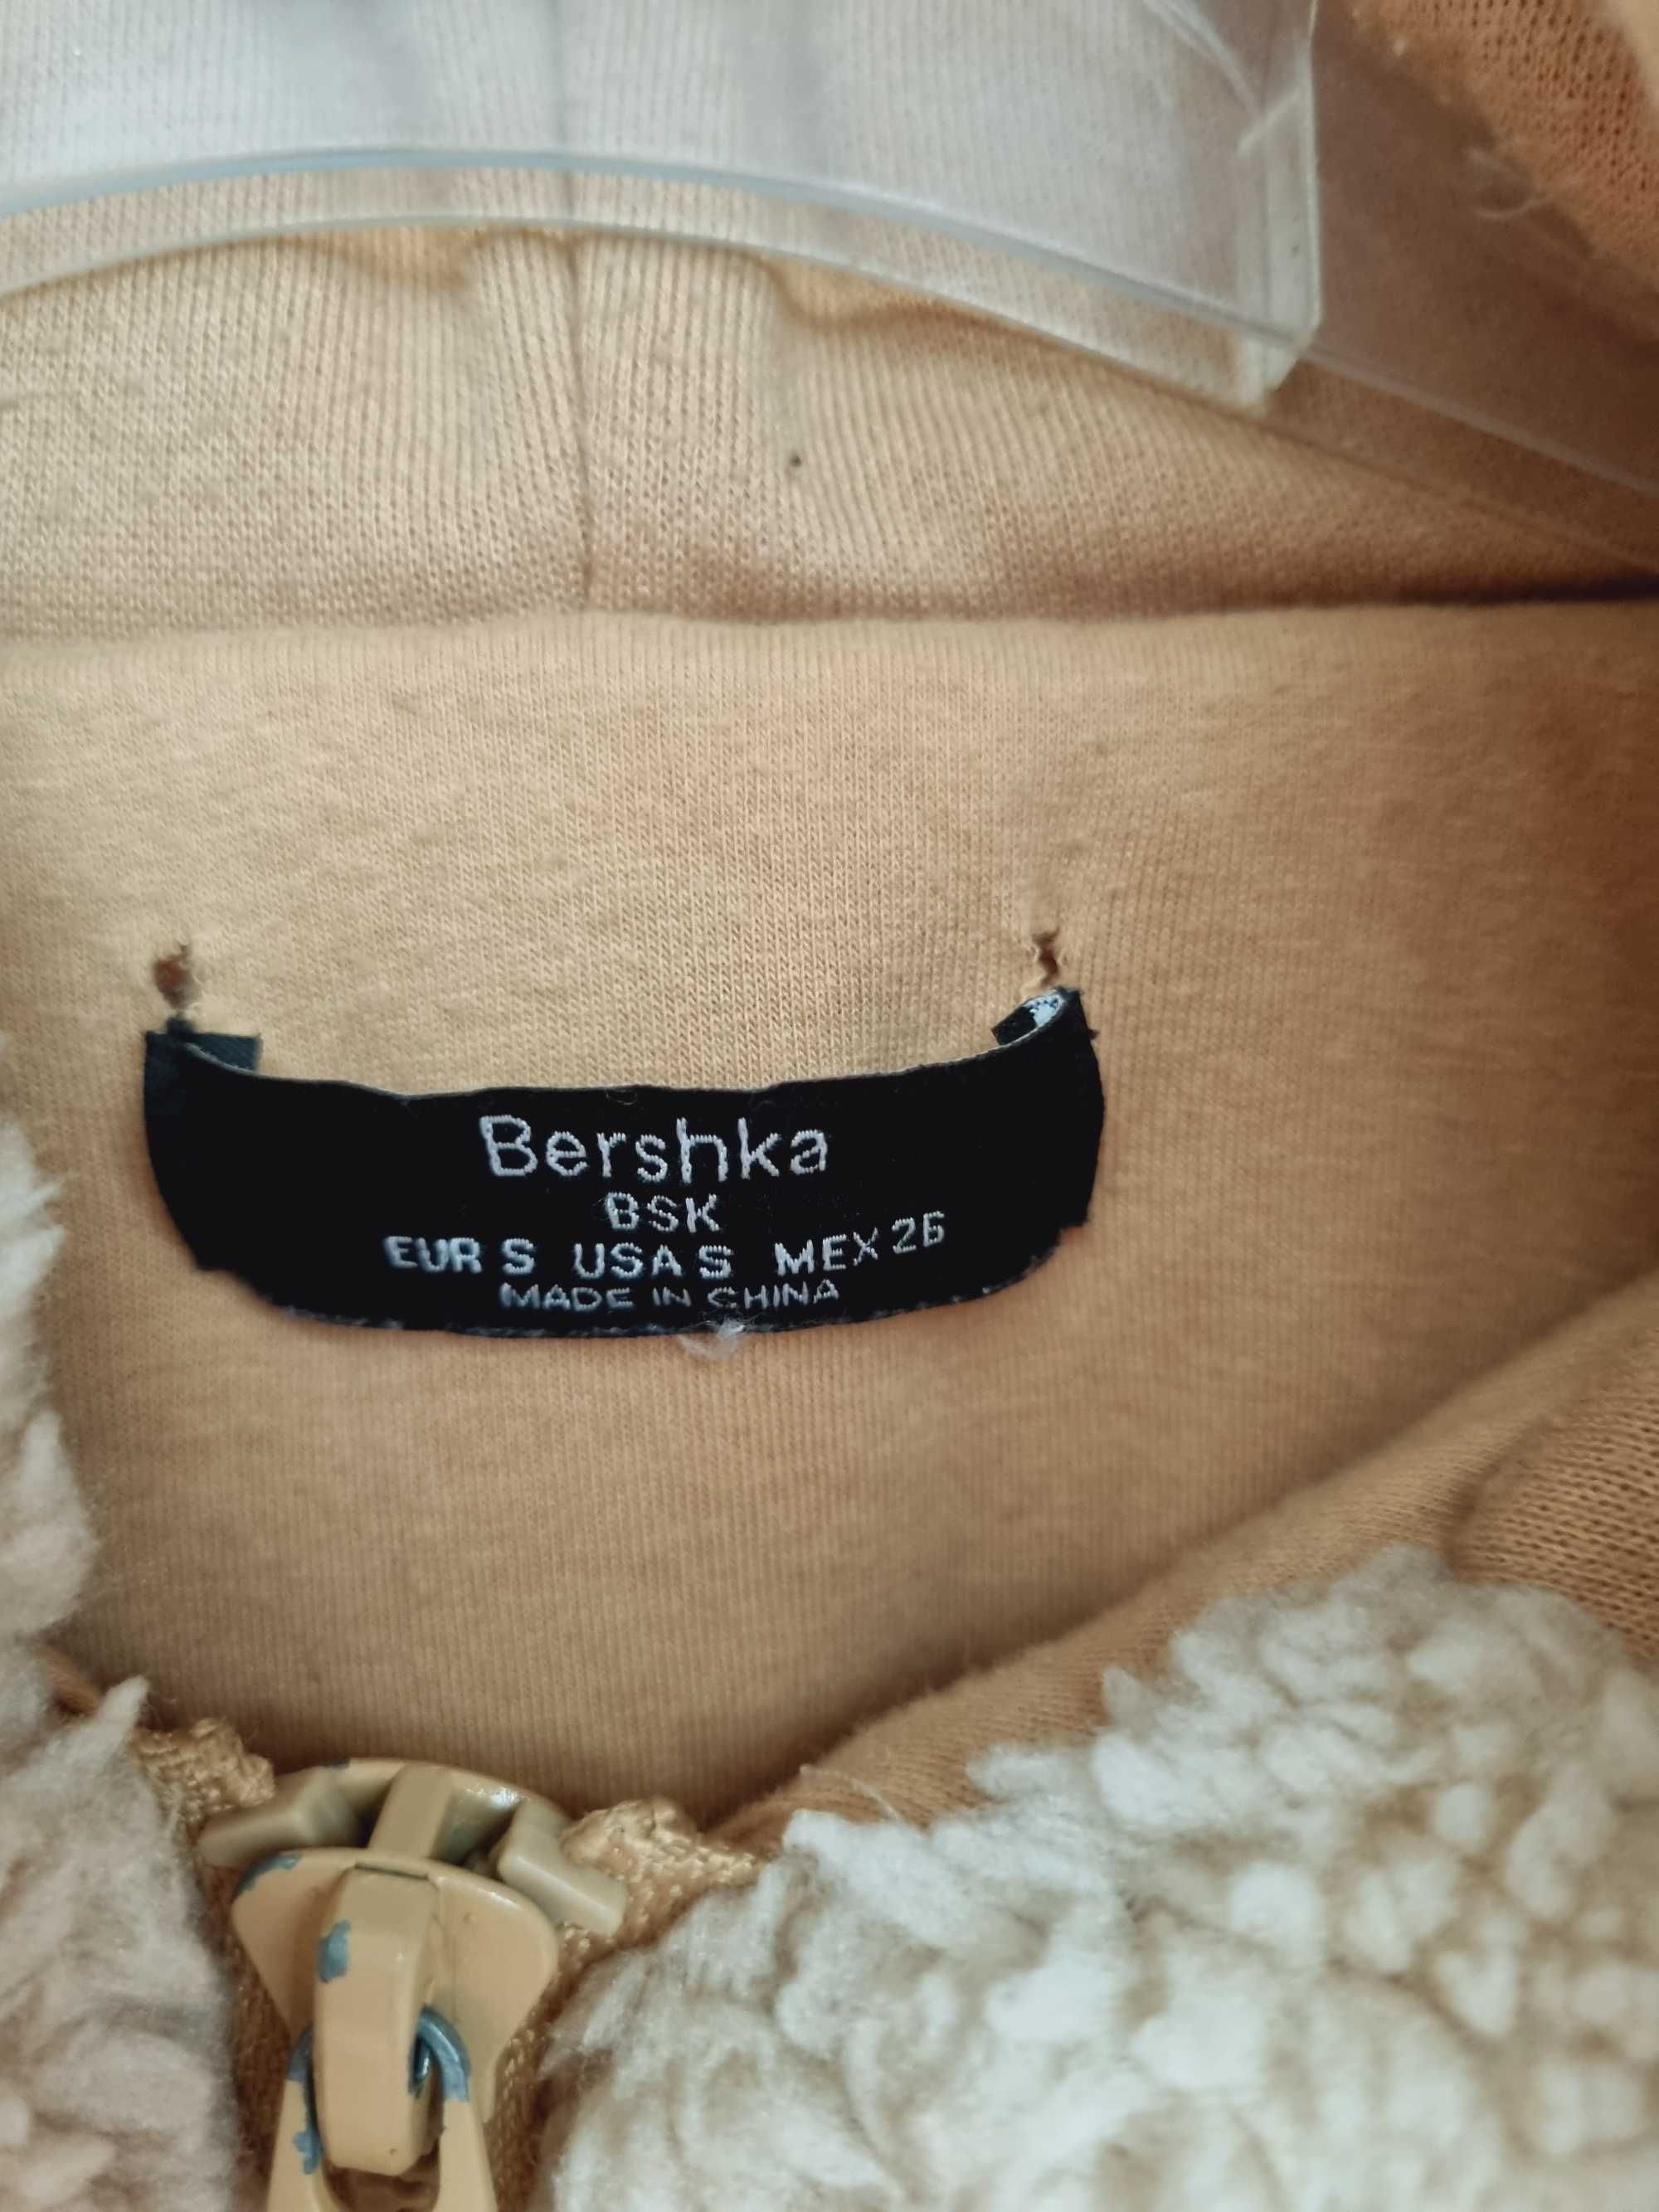 Bershka
BSK
EUR S USA S MEX 26
MADE IN CHINA